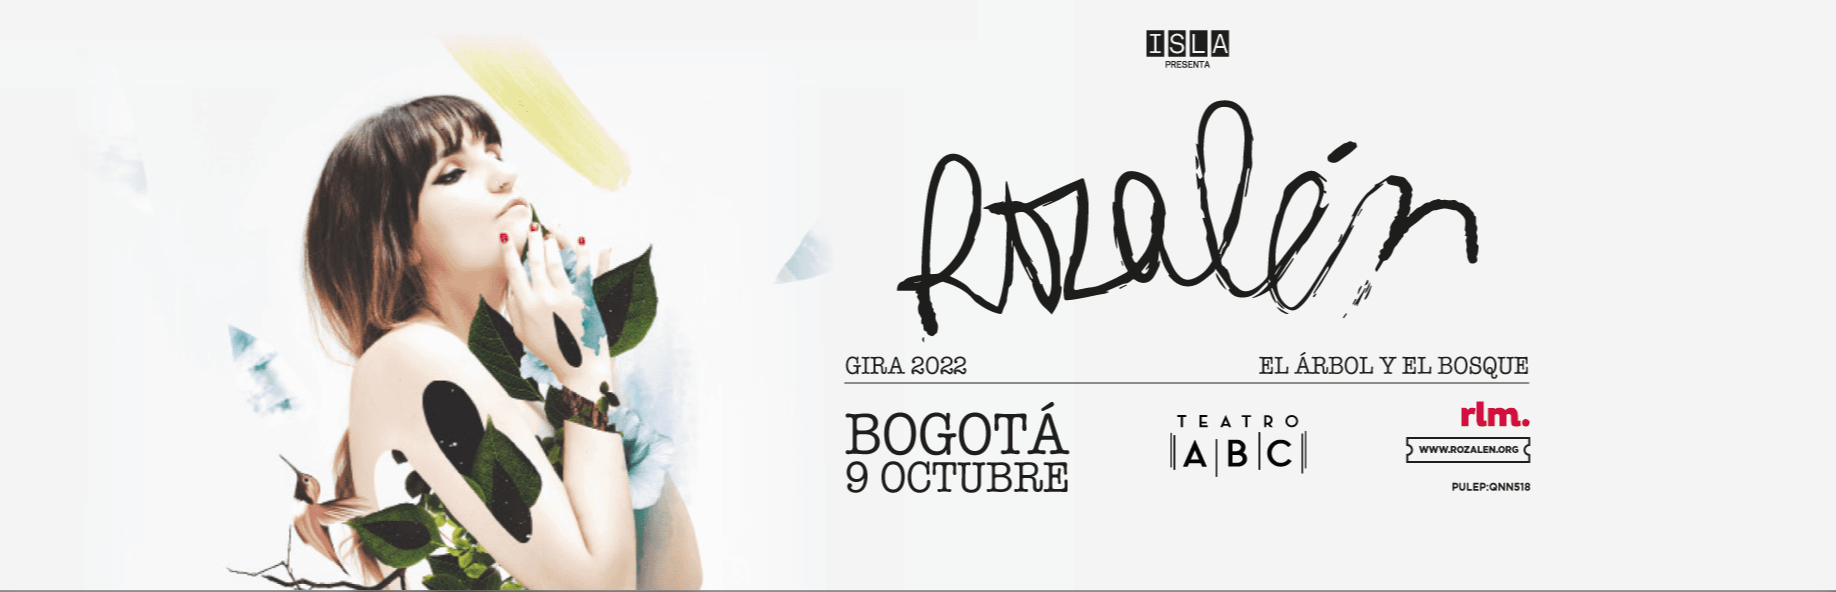 ISLA
PRESENTA
Rozalén
GIRA 2022
EL ÁRBOL Y EL BOSQUE
BOGOTÁ
9 OCTUBRE
TEATRO
ABC
rlm.
WWW.ROZALEN.ORG
PULEP:QNN518